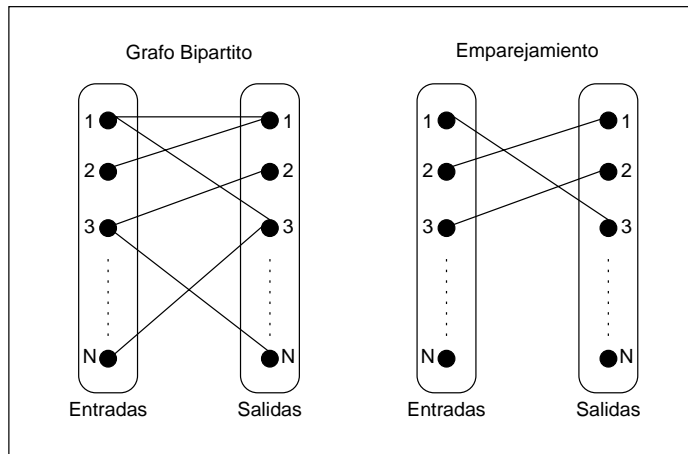 Grafo Bipartito
1 1
2 2
3 3
N N
Entradas Salidas
Emparejamiento
1 1
2 2
3 3
N N
Entradas Salidas